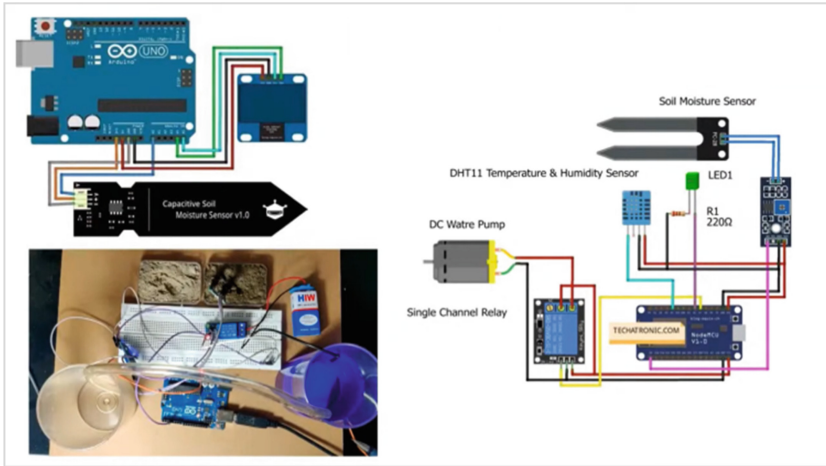 UNO
Arduino
Capacitive Soil
Moisture Sensor v1.0
HIW
Soil Moisture Sensor
DHT11 Temperature & Humidity Sensor
LED1
R1
220Ω
DC Watre Pump
Single Channel Relay
TECHATRONIC.COM
NodeMCU
V1.0